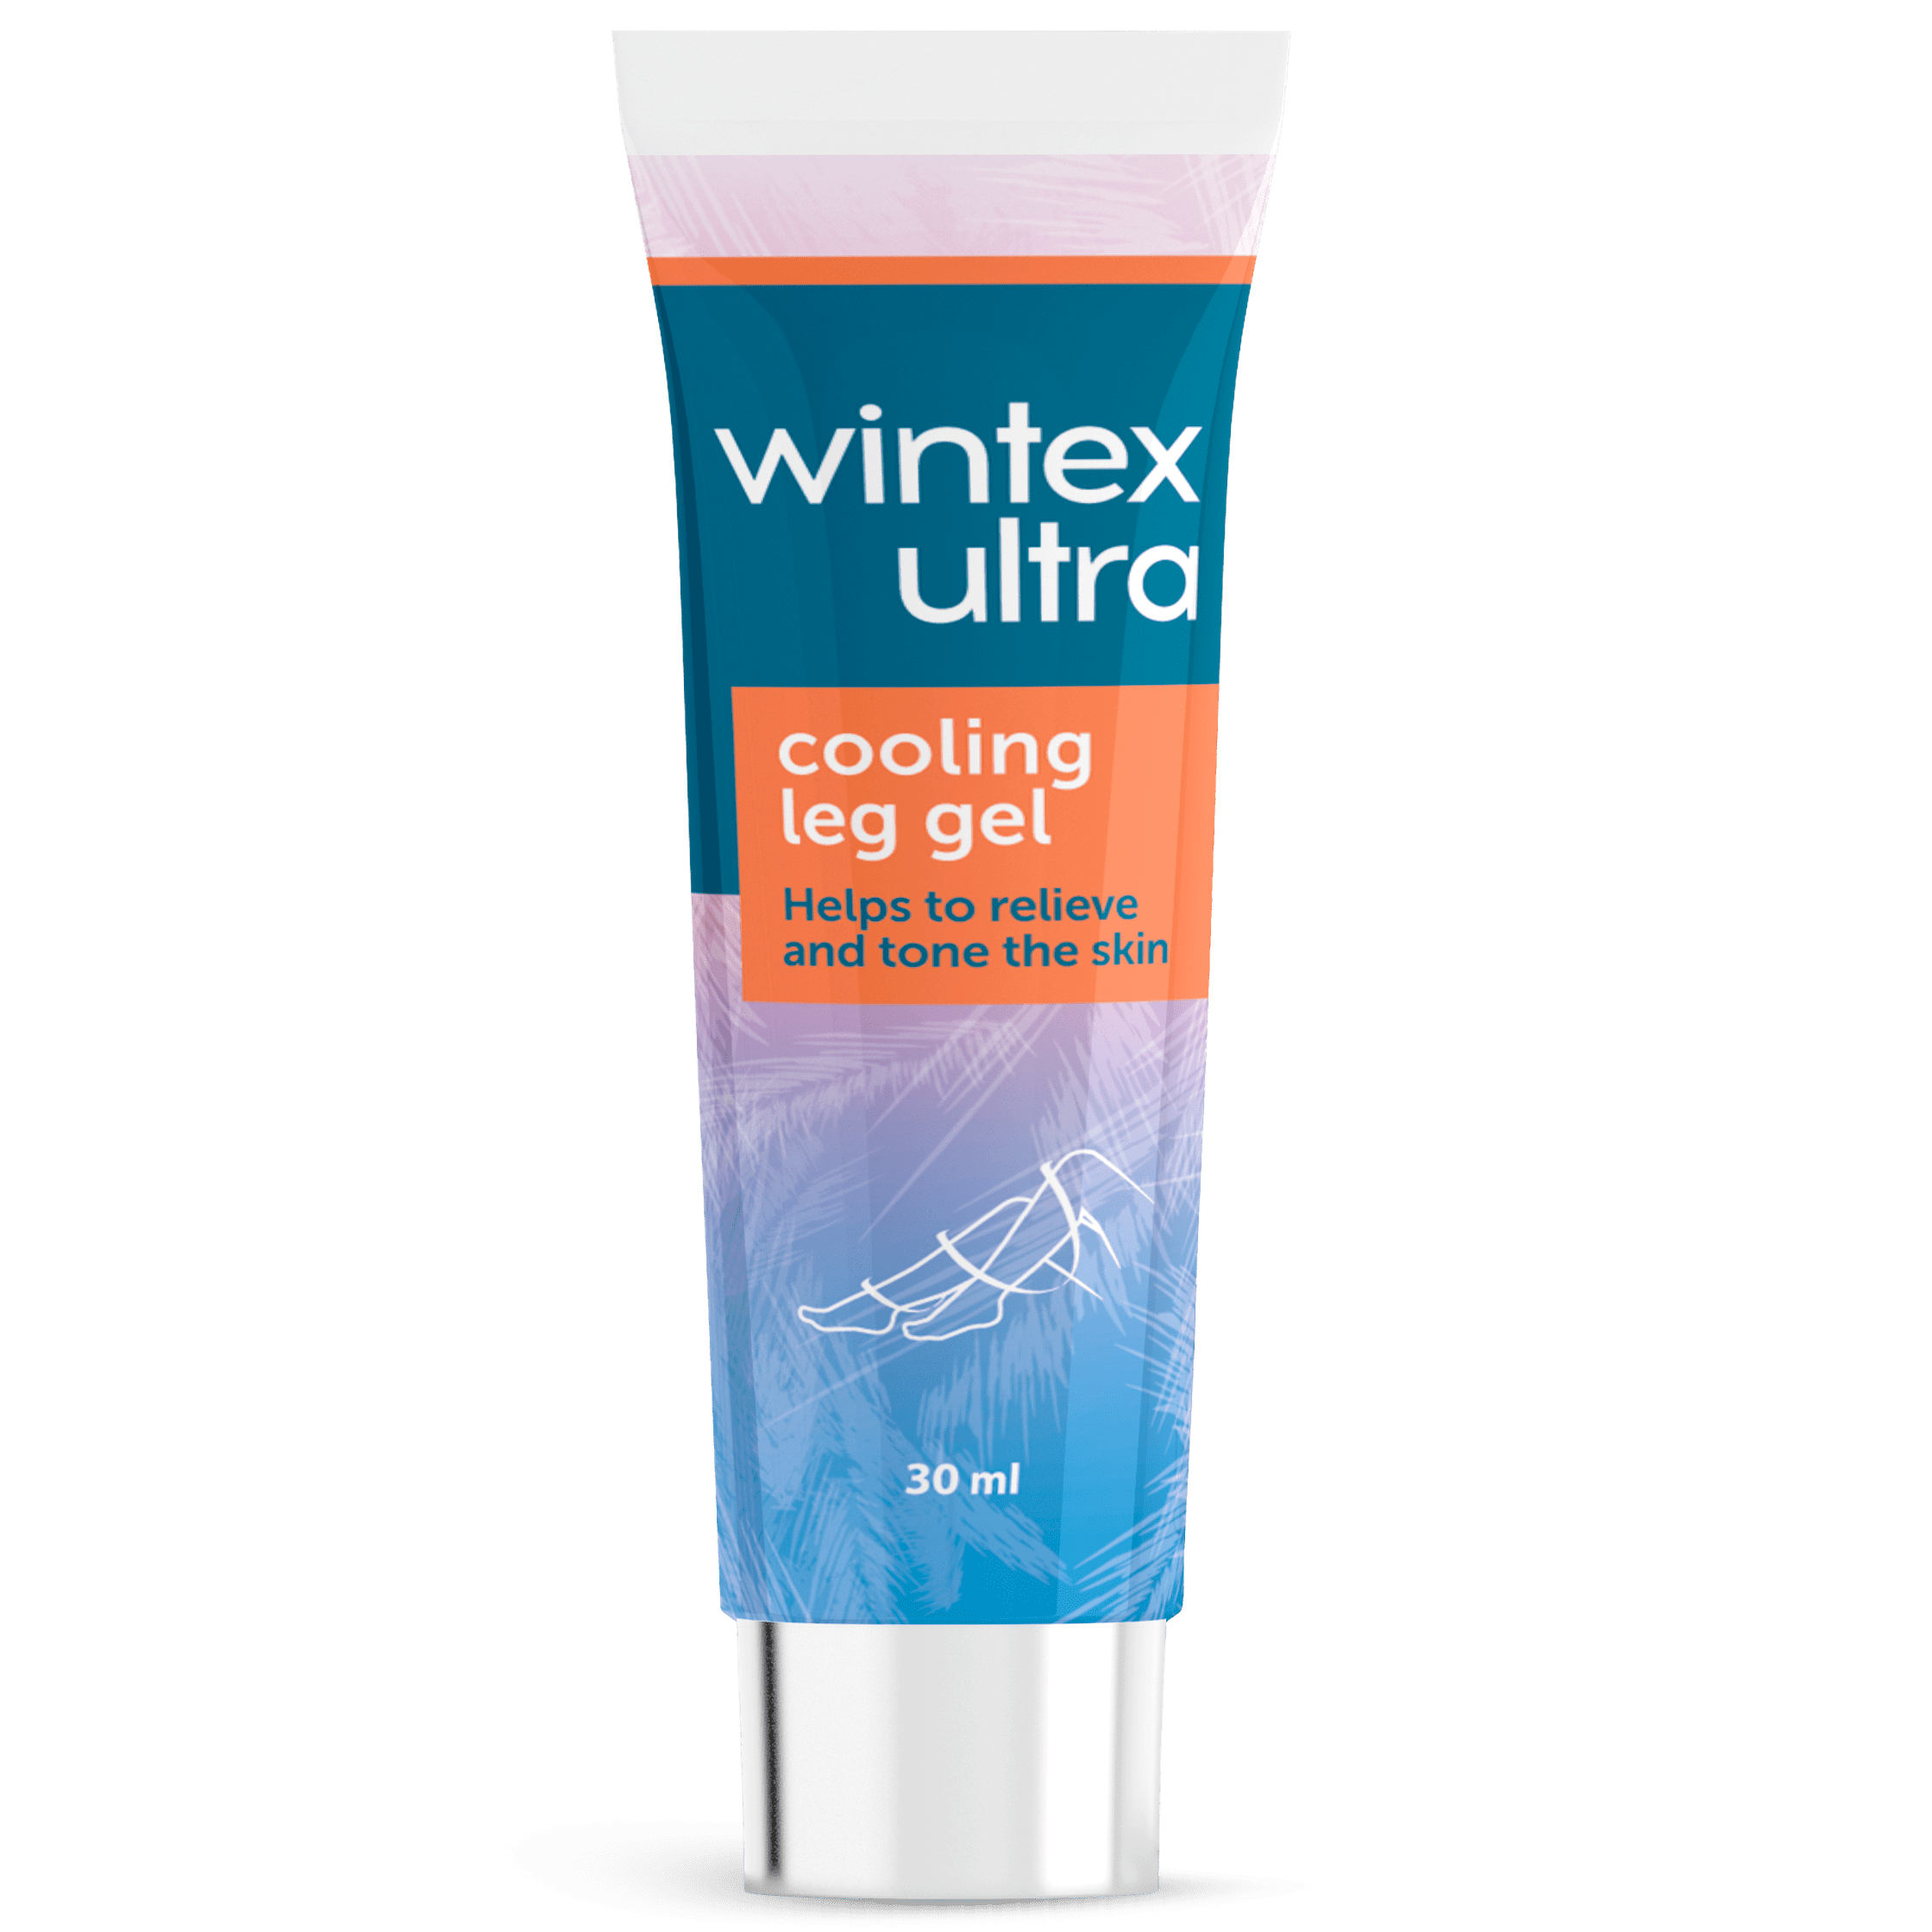 wintex
ultra
cooling
leg gel
Helps to relieve
and tone the skin
30 ml